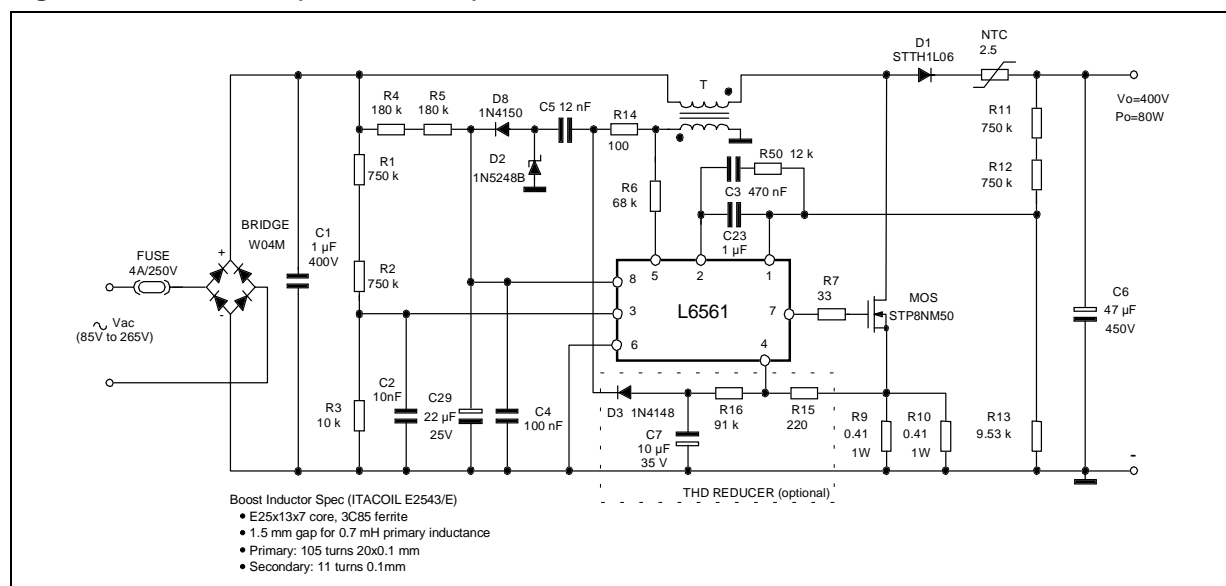 D1
STTH1L06
NTC
2.5
T
R4
180 k
R5
180 k
D8
1N4150
C5 12 nF
R14
100
Vo=400V
Po=80W
R11
750 k
R50 12 k
D2
1N5248B
R1
750 k
R12
750 k
R6
68 k
C3 470 nF
C23
1 µF
BRIDGE
W04M
C1
1 µF
400V
FUSE
4A/250V
+
-
R2
750 k
5
2
1
8
3
6
L6561
7
4
R7
33
MOS
STP8NM50
C6
47 µF
450V
~ Vac
(85V to 265V)
C2
10nF
C29
22 µF
25V
C4
100 nF
R3
10 k
D3
1N4148
R16
91 k
R15
220
C7
10 µF
35 V
R9
0.41
1W
R10
0.41
1W
R13
9.53 k
-
THD REDUCER (optional)
Boost Inductor Spec (ITACOIL E2543/E)
• E25x13x7 core, 3C85 ferrite
• 1.5 mm gap for 0.7 mH primary inductance
• Primary: 105 turns 20x0.1 mm
• Secondary: 11 turns 0.1mm